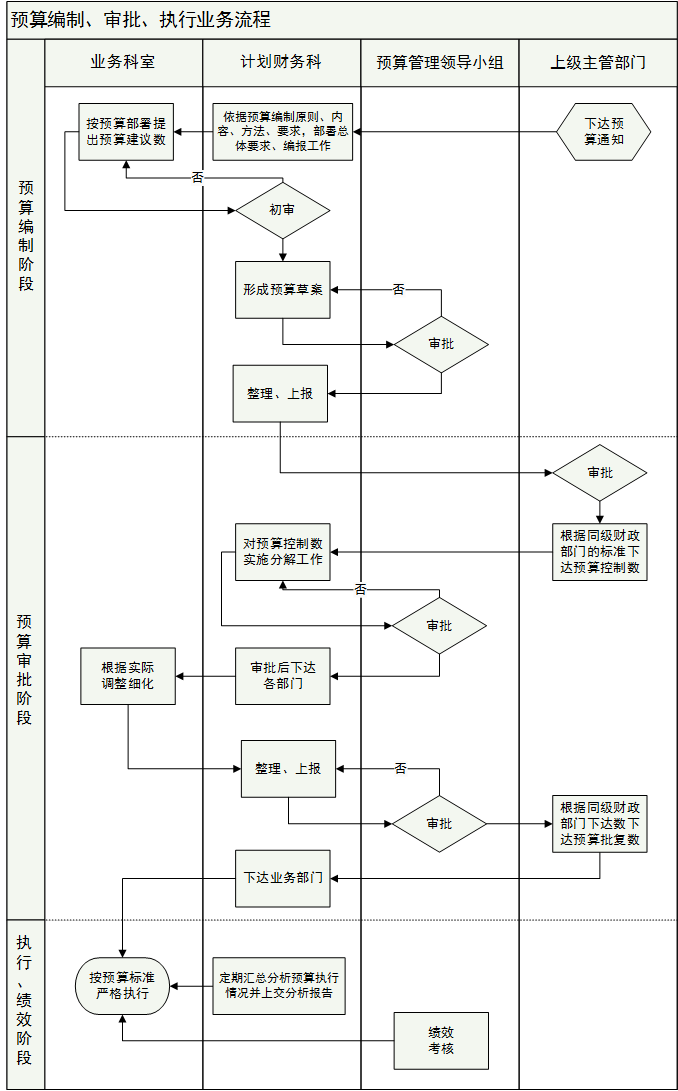 预算编制、审批、执行业务流程
业务科室
计划财务科
预算管理领导小组
上级主管部门
预算编制阶段
按预算部署提
出预算建议数
依据预算编制原则、内
容、方法、要求，部署总
体要求、编报工作
下达预
算通知
否
初审
形成预算草案
否
审批
整理、上报
预算审批阶段
审批
对预算控制数
实施分解工作
根据同级财政
部门的标准下
达预算控制数
否
审批
根据实际
调整细化
审批后下达
各部门
整理、上报
否
审批
根据同级财政
部门下达数下
达预算批复数
下达业务部门
执行、绩效阶段
按预算标准
严格执行
定期汇总分析预算执行
情况并上交分析报告
绩效
考核